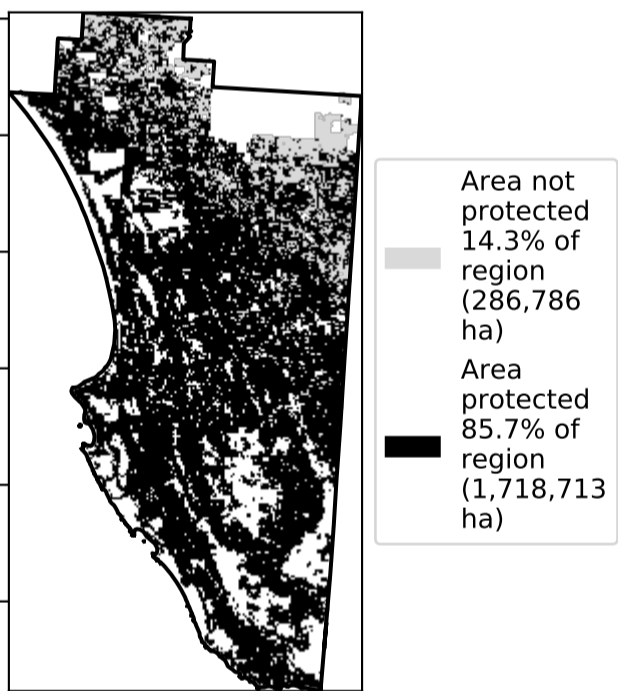 Area not
protected
14.3% of
region
(286,786
ha)
Area
protected
85.7% of
region
(1,718,713
ha)